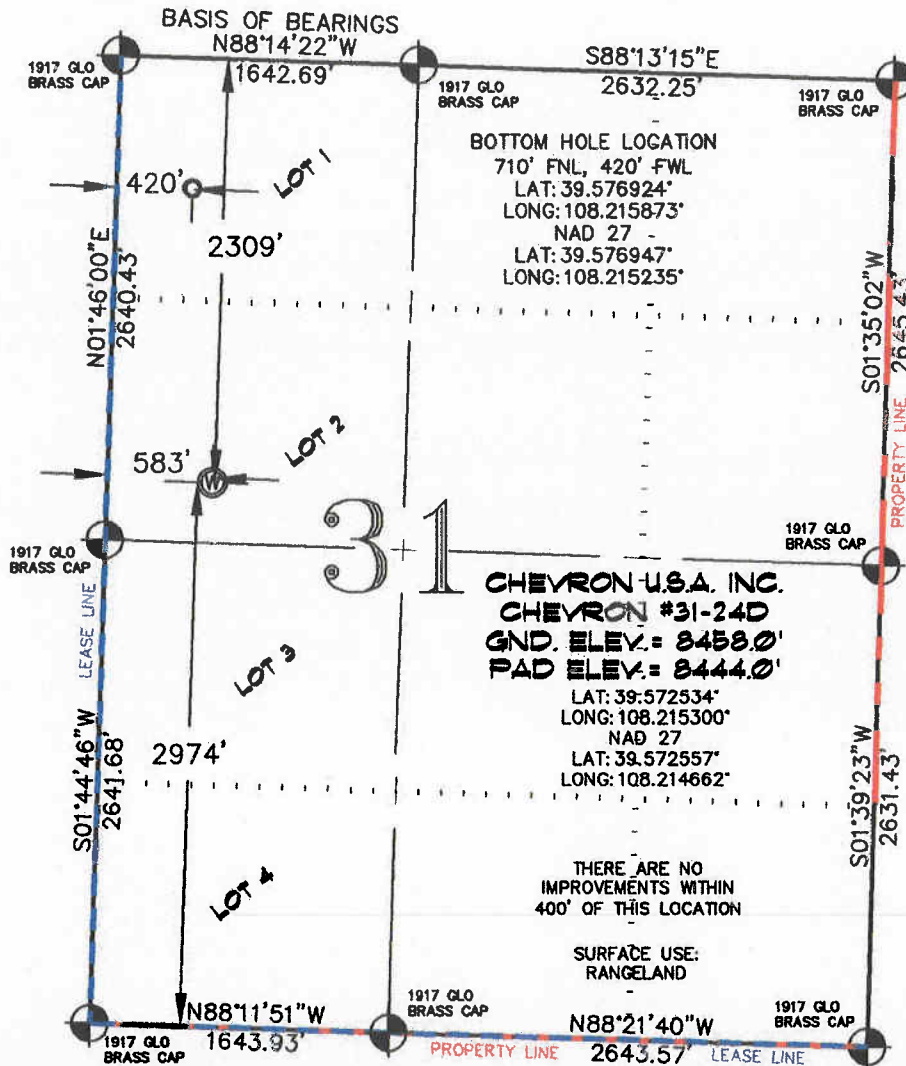 BASIS OF BEARINGS
N88°14'22"W
1642.69'
S88°13'15"E
2632.25'
1917 GLO
BRASS CAP
1917 GLO
BRASS CAP
1917 GLO
BRASS CAP
BOTTOM HOLE LOCATION
710' FNL, 420' FWL
LAT: 39.576924°
LONG: 108.215873°
NAD 27
LAT: 39.576947°
LONG: 108.215235°
420'
LOT 1
2309'
N01°46'00"E
2640.43'
S01°35'02"W
2645.43'
PROPERTY LINE
583'
W
LOT 2
1917 GLO
BRASS CAP
31
1917 GLO
BRASS CAP
CHEVRON U.S.A. INC.
CHEVRON #31-24D
GND. ELEV.= 8458.0'
PAD ELEV.= 8444.0'
LAT: 39.572534°
LONG: 108.215300°
NAD 27
LAT: 39.572557°
LONG: 108.214662°
LEASE LINE
LOT 3
2974'
S01°44'46"W
2641.68'
S01°39'23"W
2631.43'
LOT 4
THERE ARE NO
IMPROVEMENTS WITHIN
400' OF THIS LOCATION
SURFACE USE:
RANGELAND
1917 GLO
BRASS CAP
N88°11'51"W
1643.93'
1917 GLO
BRASS CAP
N88°21'40"W
2643.57'
1917 GLO
BRASS CAP
PROPERTY LINE
LEASE LINE